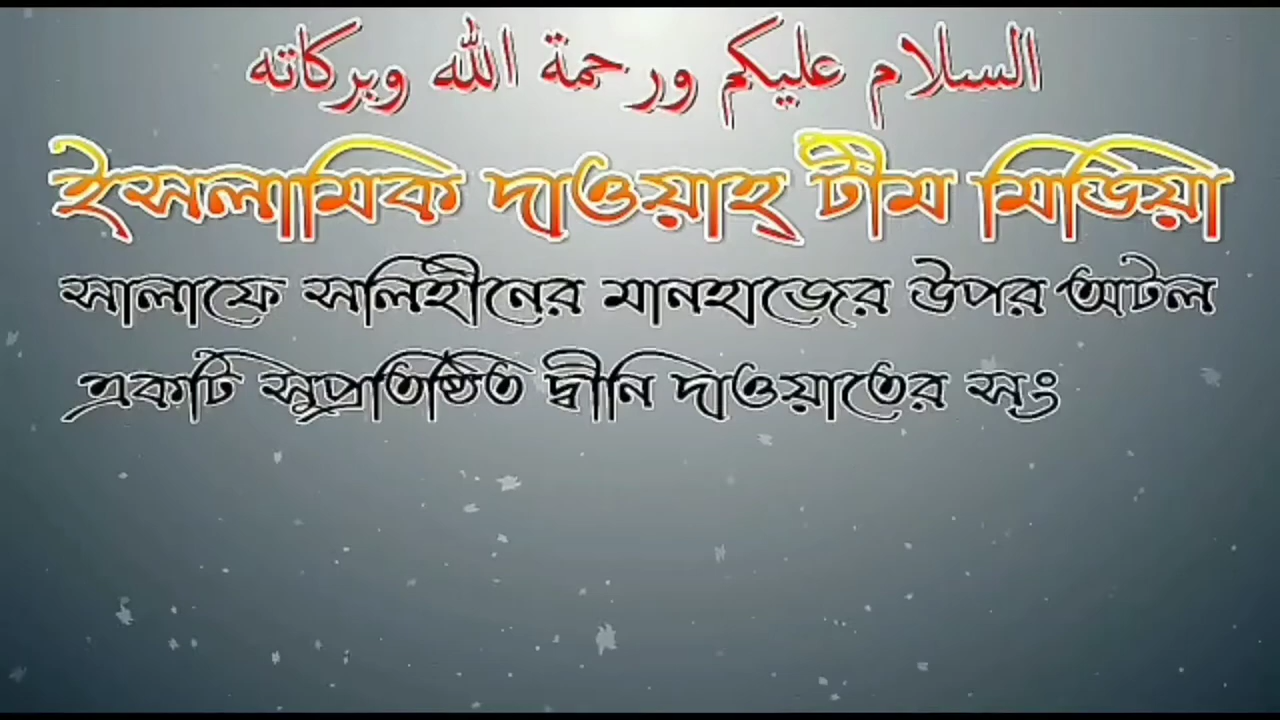 السلام عليكم ورحمة الله وبركاته
ইসলামিক দাওয়াহ্ টীম মিডিয়া
সালাফে সলিহীনের মানহাজের উপর অটল
একটি সুপ্রতিষ্ঠিত দ্বীনি দাওয়াতের সং